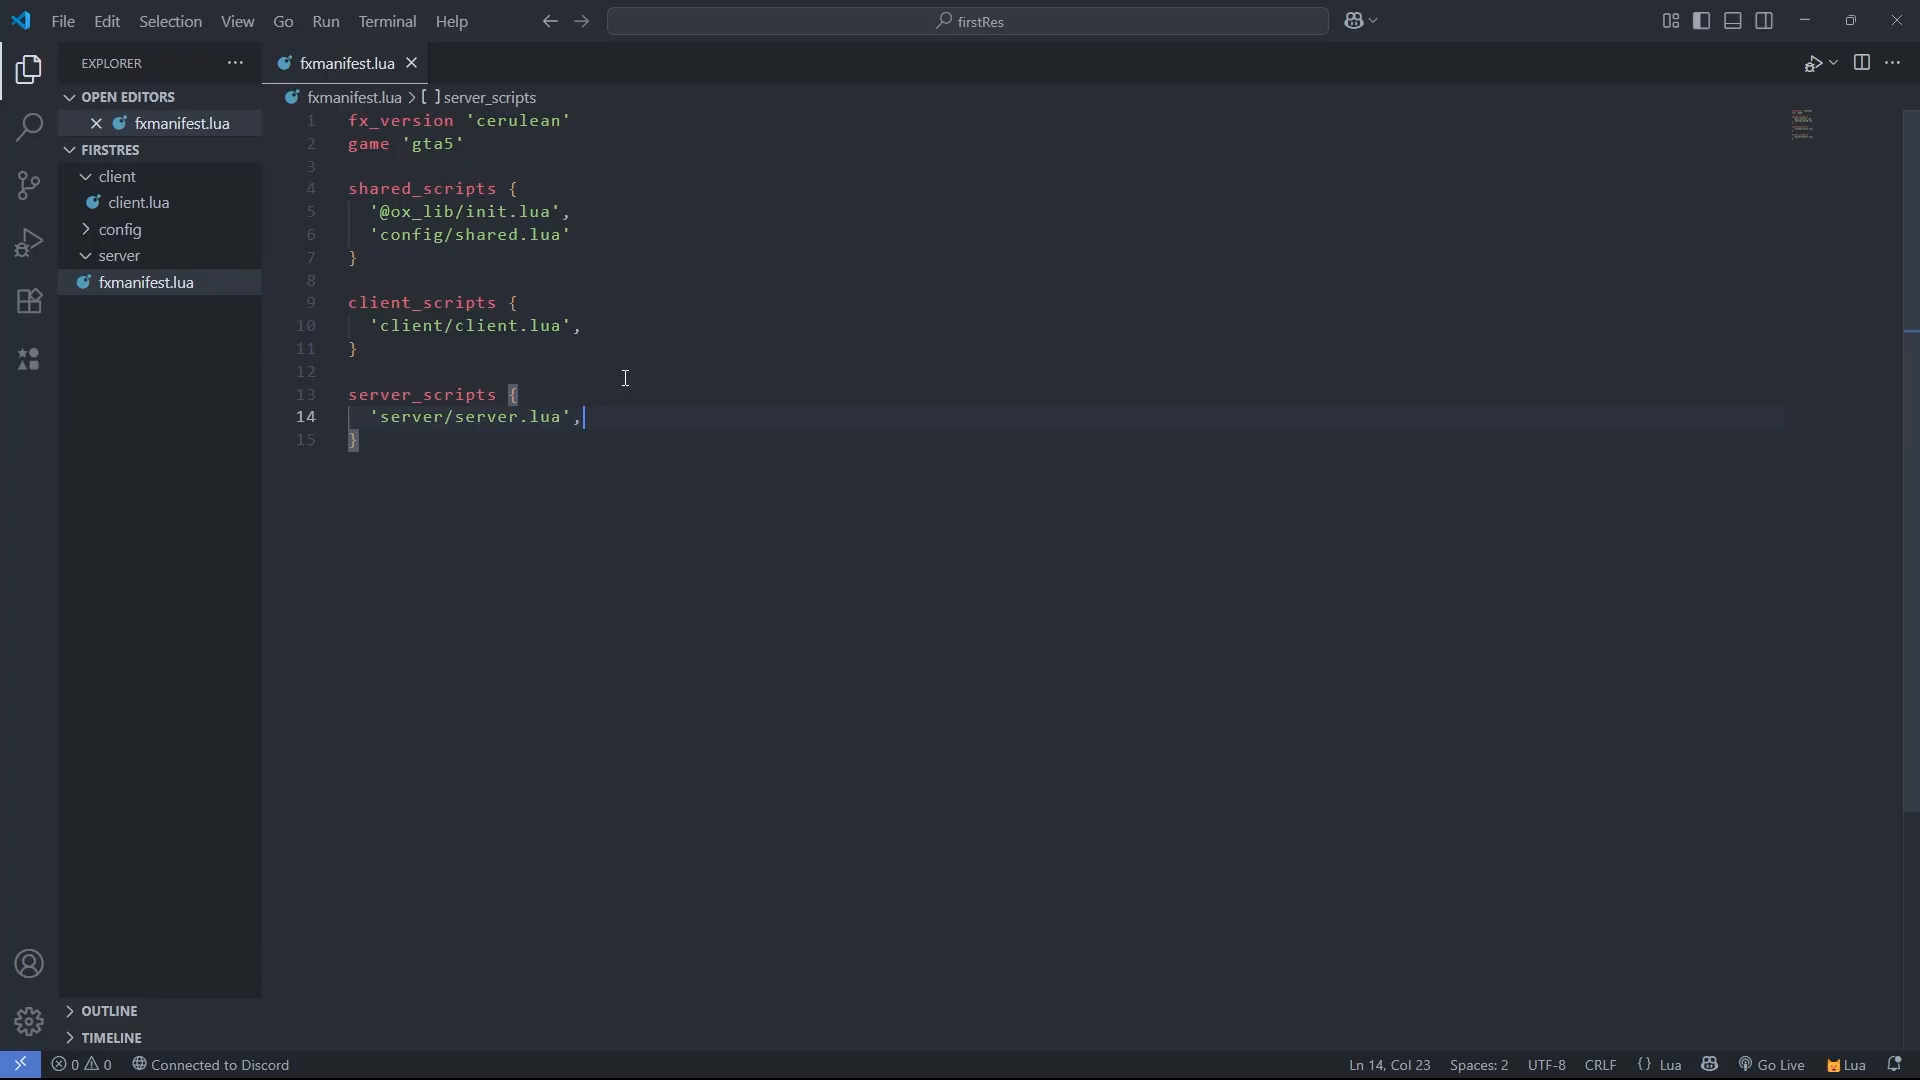 File Edit Selection View Go Run Terminal Help
firstRes
EXPLORER
OPEN EDITORS
fxmanifest.lua
FIRSTRES
client
client.lua
config
server
fxmanifest.lua
OUTLINE
TIMELINE
fxmanifest.lua
fxmanifest.lua > [ ] server_scripts
1 fx_version 'cerulean'
2 game 'gta5'
3
4 shared_scripts {
5 '@ox_lib/init.lua',
6 'config/shared.lua'
7 }
8
9 client_scripts {
10 'client/client.lua',
11 }
12
13 server_scripts {
14 'server/server.lua',
15 }
0 0 Connected to Discord
Ln 14, Col 23 Spaces: 2 UTF-8 CRLF {} Lua Go Live Lua